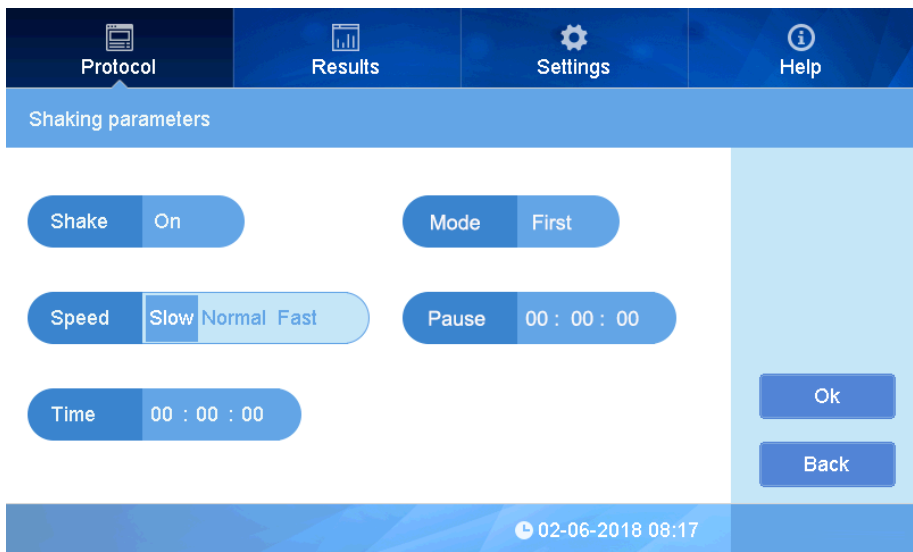 Protocol Results Settings Help
Shaking parameters
Shake On Mode First
Speed Slow Normal Fast Pause 00 : 00 : 00
Time 00 : 00 : 00
Ok
Back
02-06-2018 08:17